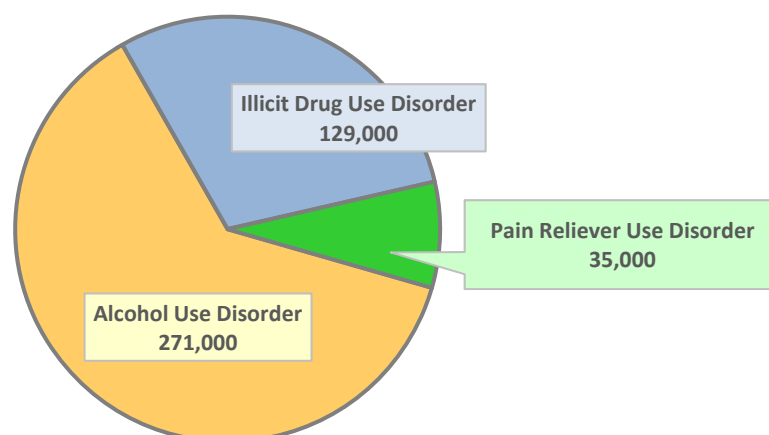 Illicit Drug Use Disorder
129,000
Pain Reliever Use Disorder
35,000
Alcohol Use Disorder
271,000